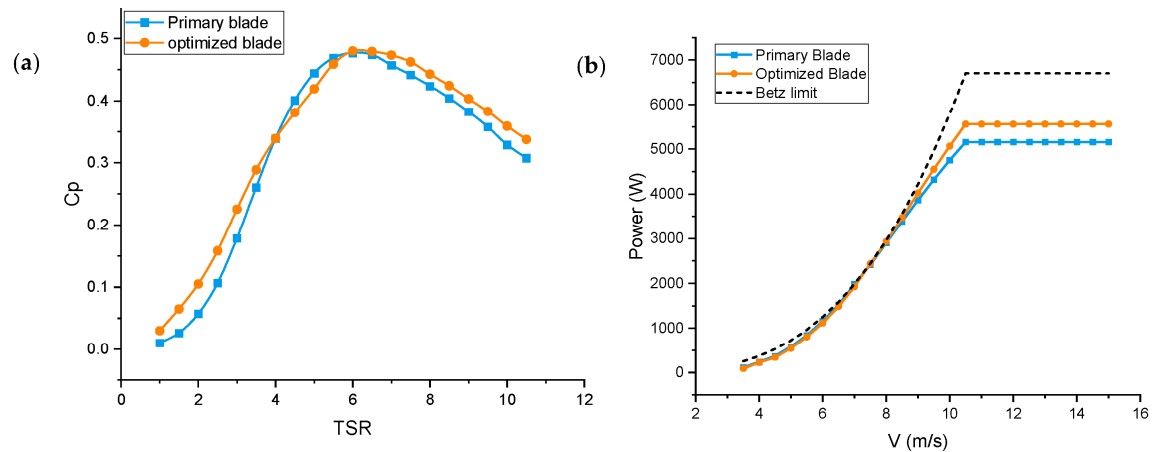 (a)
Primary blade
optimized blade
0.5
0.4
0.3
0.2
0.1
0.0
Cp
0
2
4
6
8
10
12
TSR
(b)
Primary Blade
Optimized Blade
Betz limit
7000
6000
5000
4000
3000
2000
1000
0
Power (W)
2
4
6
8
10
12
14
16
V (m/s)